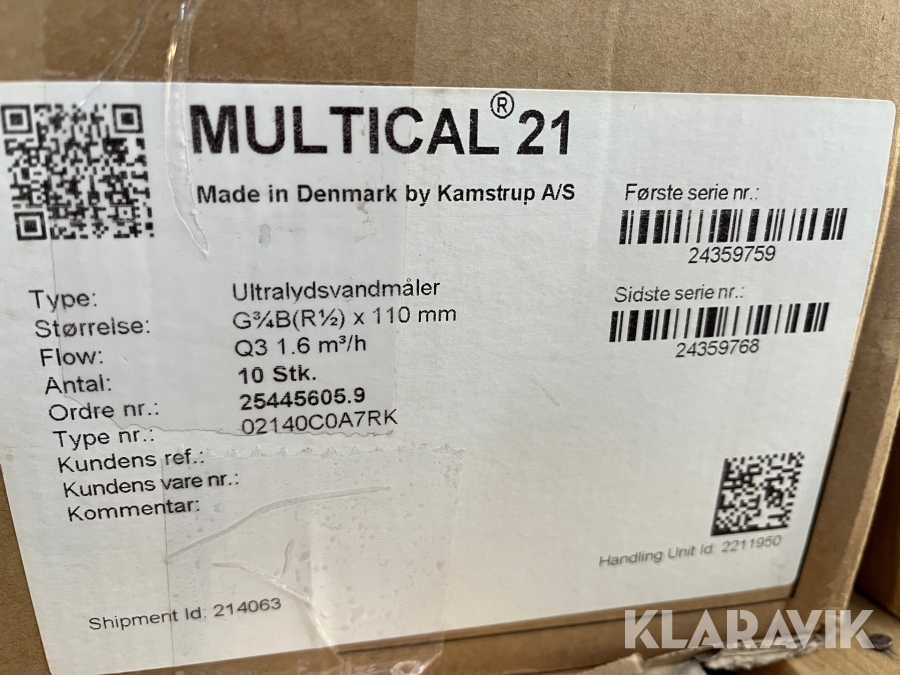 MULTICAL® 21
Made in Denmark by Kamstrup A/S
Første serie nr.:
24359759
Sidste serie nr.:
24359768
Type: Ultralydsvandmåler
Størrelse: G¾B(R½) x 110 mm
Flow: Q3 1.6 m³/h
Antal: 10 Stk.
Ordre nr.: 25445605.9
Type nr.: 02140C0A7RK
Kundens ref.:
Kundens vare nr.:
Kommentar:
Handling Unit Id: 2211950
Shipment Id: 214063
KLARAVIK